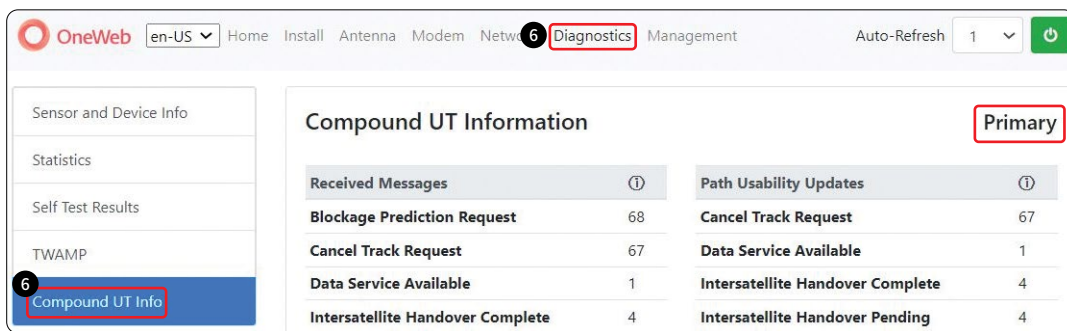 OneWeb en-US Home Install Antenna Modem Netwo 6 Diagnostics Management Auto-Refresh 1
Sensor and Device Info
Statistics
Self Test Results
TWAMP
6
Compound UT Info
Compound UT Information Primary
Received Messages
Blockage Prediction Request 68
Cancel Track Request 67
Data Service Available 1
Intersatellite Handover Complete 4
Path Usability Updates
Cancel Track Request 67
Data Service Available 1
Intersatellite Handover Complete 4
Intersatellite Handover Pending 4